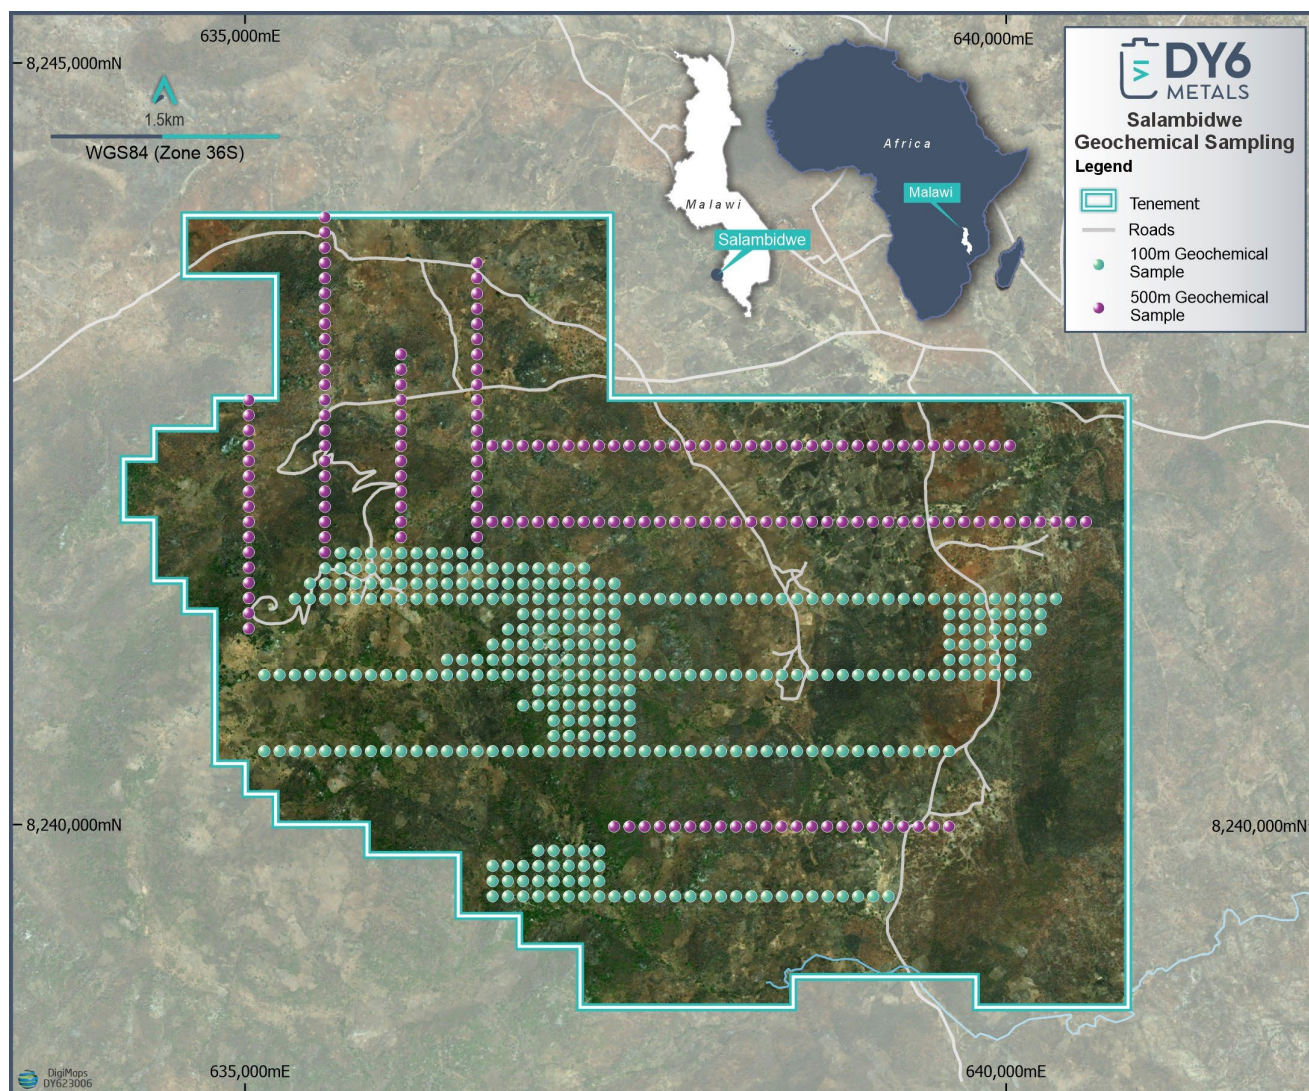 635,000mE
640,000mE
8,245,000mN
1.5km
WGS84 (Zone 36S)
Malawi
Salambidwe
Africa
Malawi
DY6
METALS
Salambidwe
Geochemical Sampling
Legend
Tenement
Roads
100m Geochemical
Sample
500m Geochemical
Sample
8,240,000mN
8,240,000mN
DigiMops
DY623006
635,000mE
640,000mE